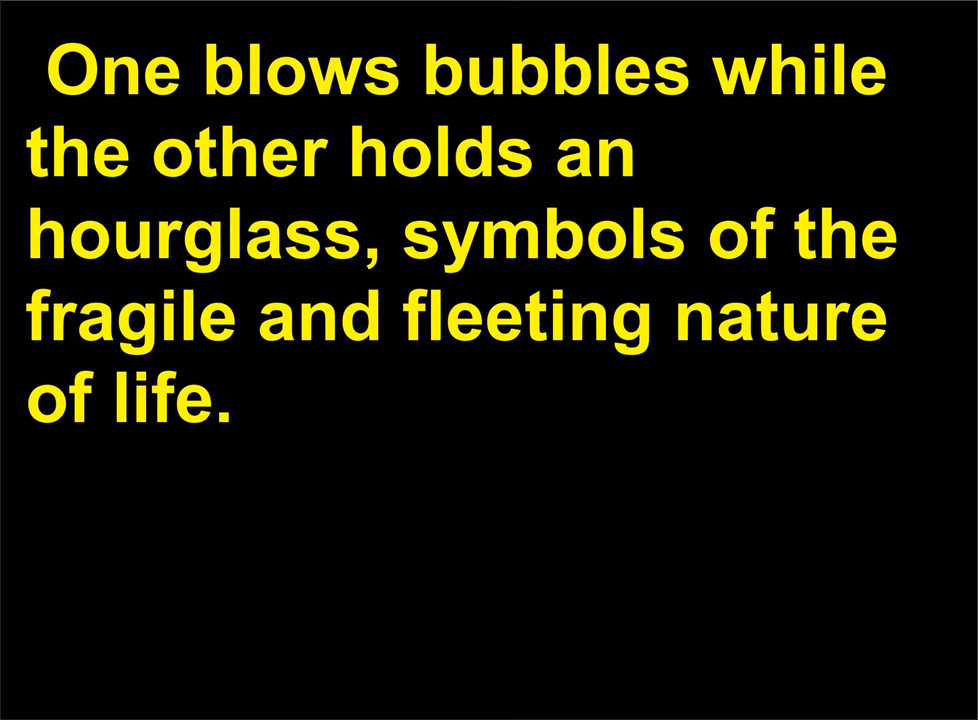 One blows bubbles while
the other holds an
hourglass, symbols of the
fragile and fleeting nature
of life.